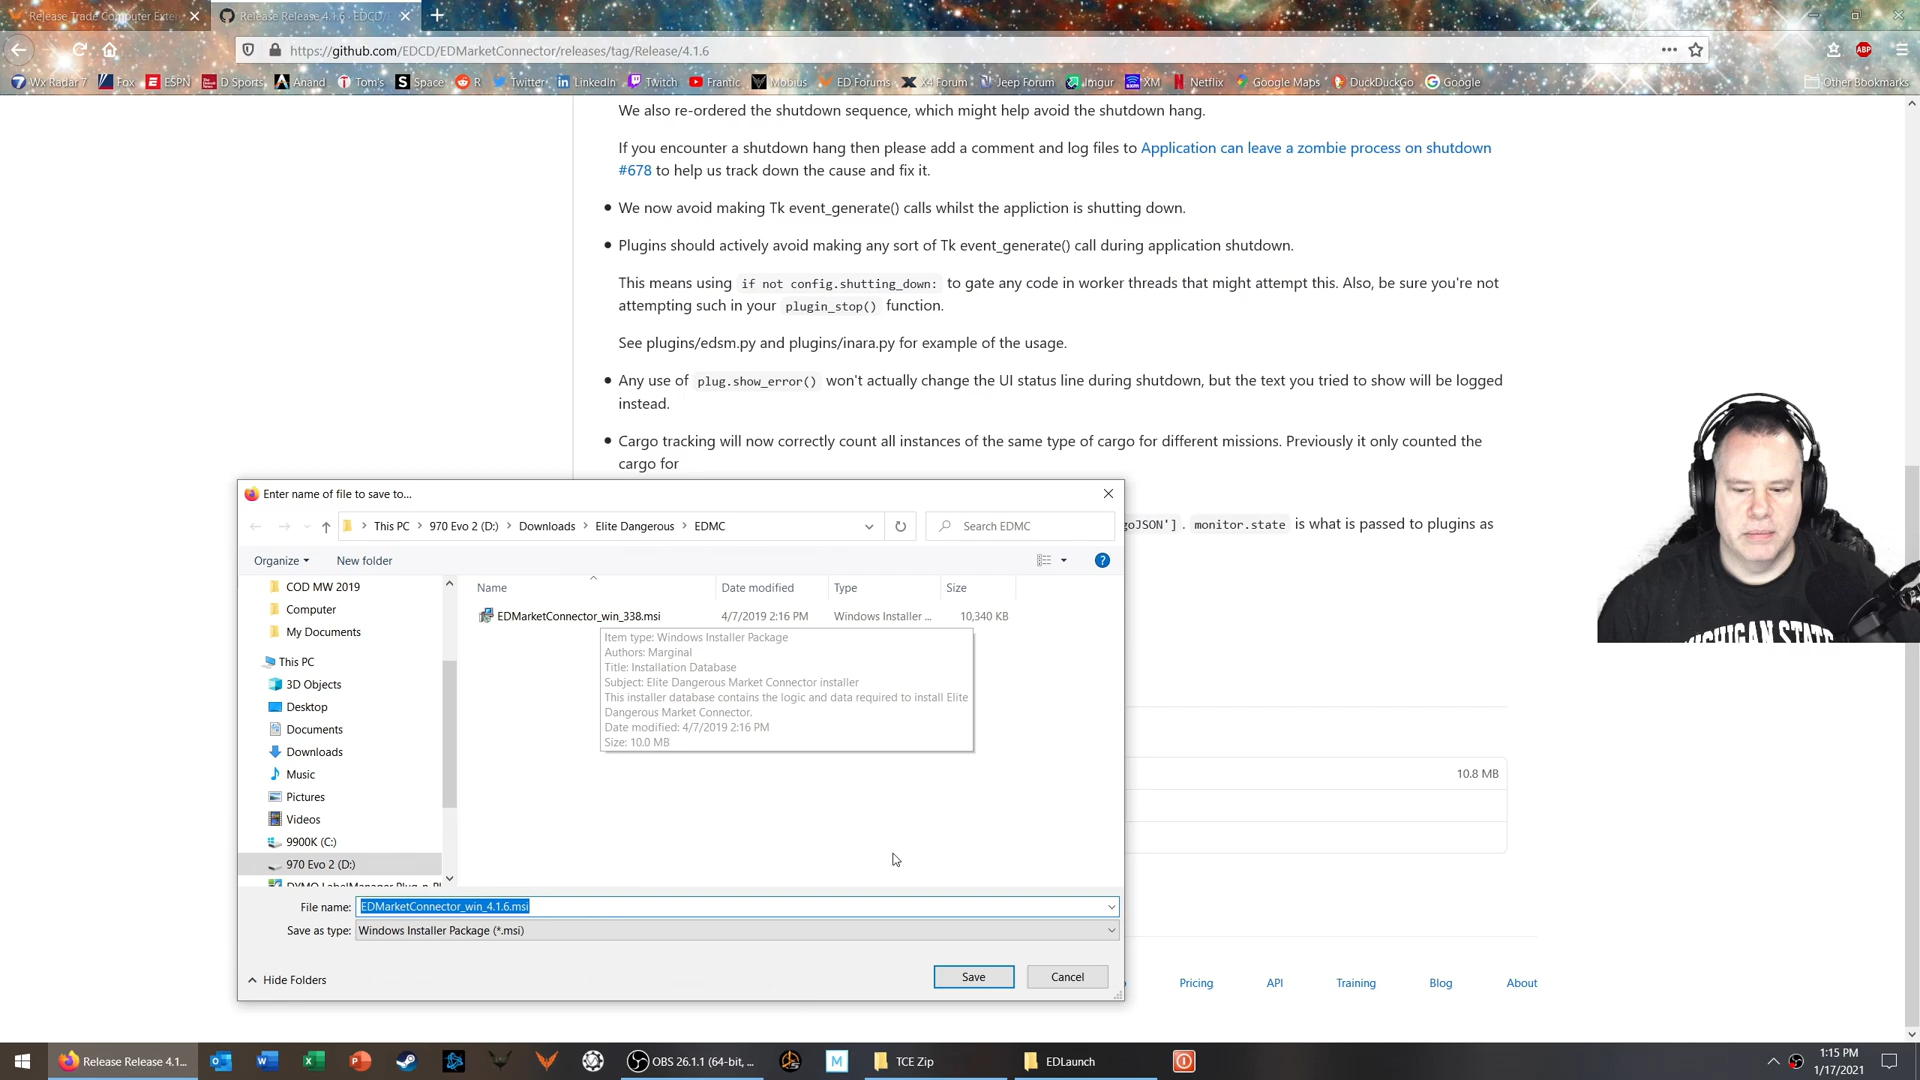 Release Trade Computer Exten
Release Release 4.1.6 · EDCD/
https://github.com/EDCD/EDMarketConnector/releases/tag/Release/4.1.6
Wx Radar 7 Fox ESPN D Sports Anand Tom's Space R Twitter LinkedIn Twitch Frantic Mobius ED Forums X4 Forum Jeep Forum Imgur XM Netflix Google Maps DuckDuckGo Google Other Bookmarks
We also re-ordered the shutdown sequence, which might help avoid the shutdown hang.
If you encounter a shutdown hang then please add a comment and log files to Application can leave a zombie process on shutdown
#678 to help us track down the cause and fix it.
• We now avoid making Tk event_generate() calls whilst the appliction is shutting down.
• Plugins should actively avoid making any sort of Tk event_generate() call during application shutdown.
This means using if not config.shutting_down: to gate any code in worker threads that might attempt this. Also, be sure you're not
attempting such in your plugin_stop() function.
See plugins/edsm.py and plugins/inara.py for example of the usage.
• Any use of plug.show_error() won't actually change the UI status line during shutdown, but the text you tried to show will be logged
instead.
• Cargo tracking will now correctly count all instances of the same type of cargo for different missions. Previously it only counted the
cargo for
goJSON'] . monitor.state is what is passed to plugins as
Enter name of file to save to...
This PC > 970 Evo 2 (D:) > Downloads > Elite Dangerous > EDMC
Search EDMC
Organize New folder
Name Date modified Type Size
EDMarketConnector_win_338.msi 4/7/2019 2:16 PM Windows Installer ... 10,340 KB
Item type: Windows Installer Package
Authors: Marginal
Title: Installation Database
Subject: Elite Dangerous Market Connector installer
This installer database contains the logic and data required to install Elite
Dangerous Market Connector.
Date modified: 4/7/2019 2:16 PM
Size: 10.0 MB
COD MW 2019
Computer
My Documents
This PC
3D Objects
Desktop
Documents
Downloads
Music
Pictures
Videos
9900K (C:)
970 Evo 2 (D:)
DYMO LabelManager Plug n Pl
File name: EDMarketConnector_win_4.1.6.msi
Save as type: Windows Installer Package (*.msi)
Hide Folders
Save Cancel
10.8 MB
Pricing API Training Blog About
MICHIGAN STATE
Release Release 4.1...
OBS 26.1.1 (64-bit, ...
TCE Zip
EDLaunch
1:15 PM
1/17/2021